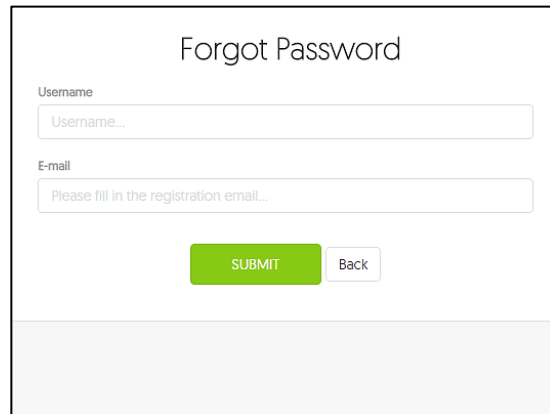 Forgot Password
Username
Username...
E-mail
Please fill in the registration email...
SUBMIT Back